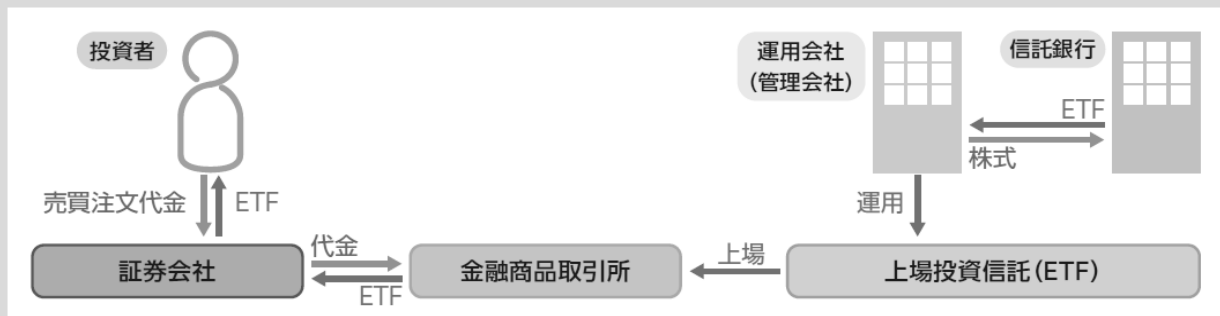 投資者
運用会社
(管理会社)
信託銀行
ETF
株式
売買注文代金
ETF
運用
証券会社
代金
ETF
金融商品取引所
上場
上場投資信託(ETF)